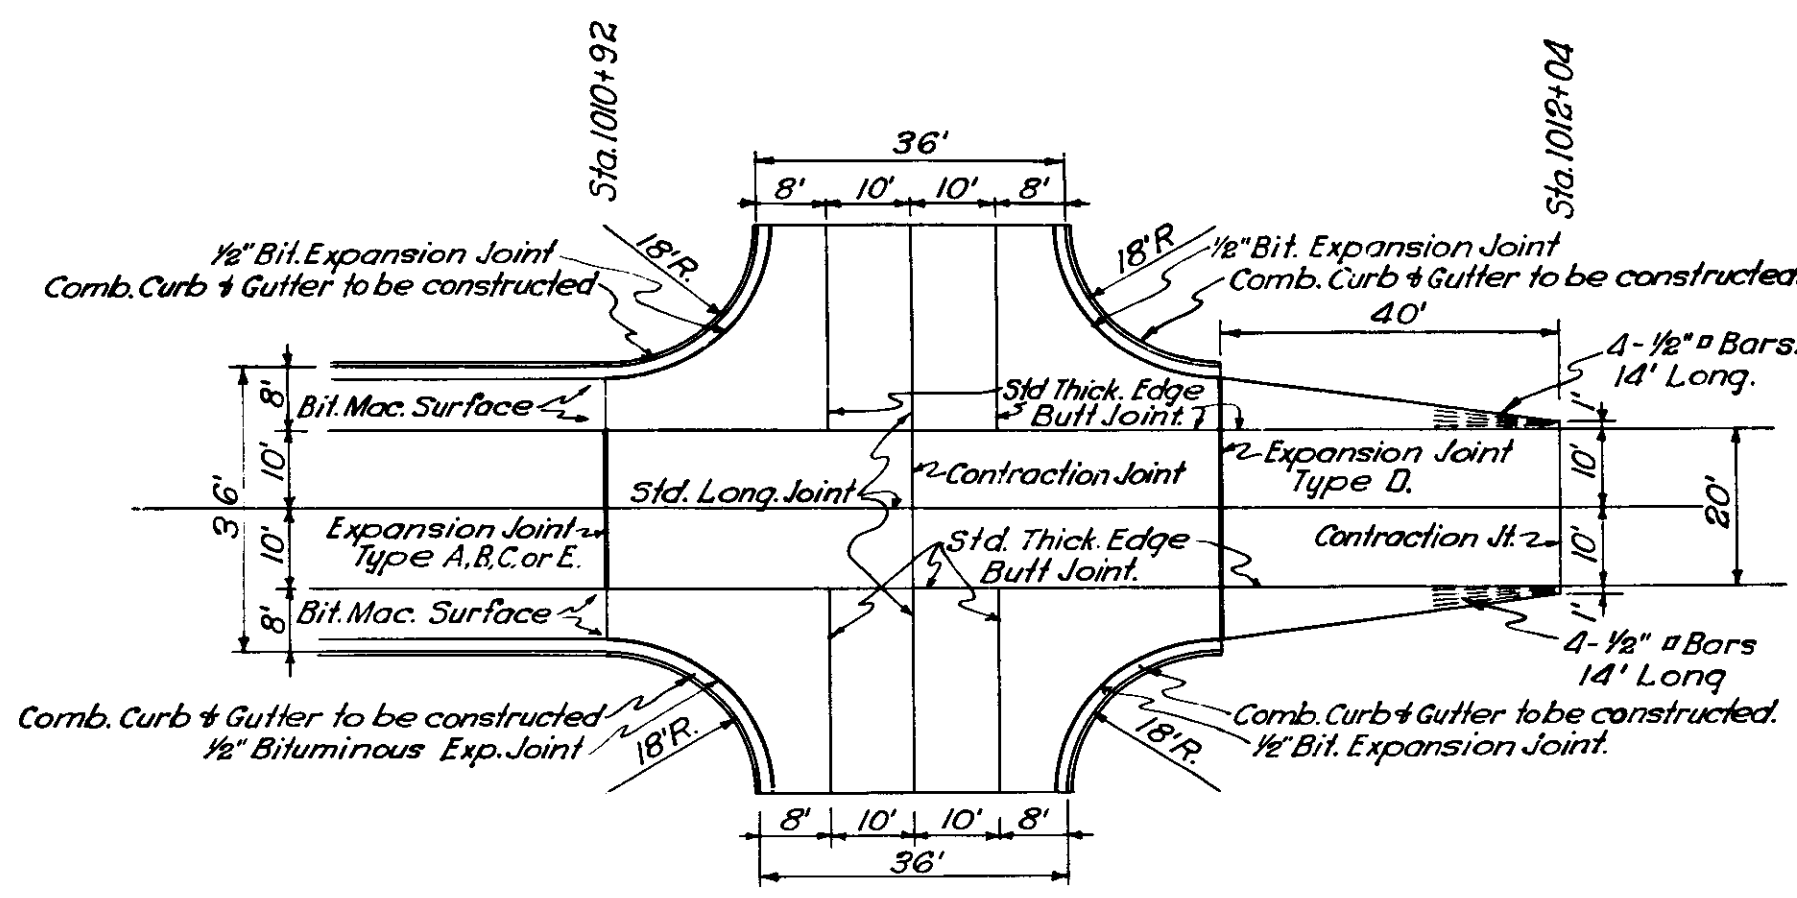 Sta. 1010+92
Sta. 1012+04
36'
8' 10' 10' 8'
18'R.
18'R
½" Bit. Expansion Joint
Comb. Curb & Gutter to be constructed
½" Bit. Expansion Joint
Comb. Curb & Gutter to be constructed.
40'
4-½" □ Bars.
14' Long.
1'
8'
Bit. Mac. Surface
Std Thick. Edge
Butt Joint.
10'
36'
Std. Long. Joint
Contraction Joint
Expansion Joint
Type D.
10'
20'
10'
Expansion Joint
Type A,B,C. or E.
Std. Thick. Edge
Butt Joint.
Contraction Jt.
10'
8'
Bit. Mac. Surface
1'
4-½" □ Bars
14' Long
Comb. Curb & Gutter to be constructed
½" Bituminous Exp. Joint
18'R.
18'R.
Comb. Curb & Gutter to be constructed.
½" Bit. Expansion Joint.
8' 10' 10' 8'
36'